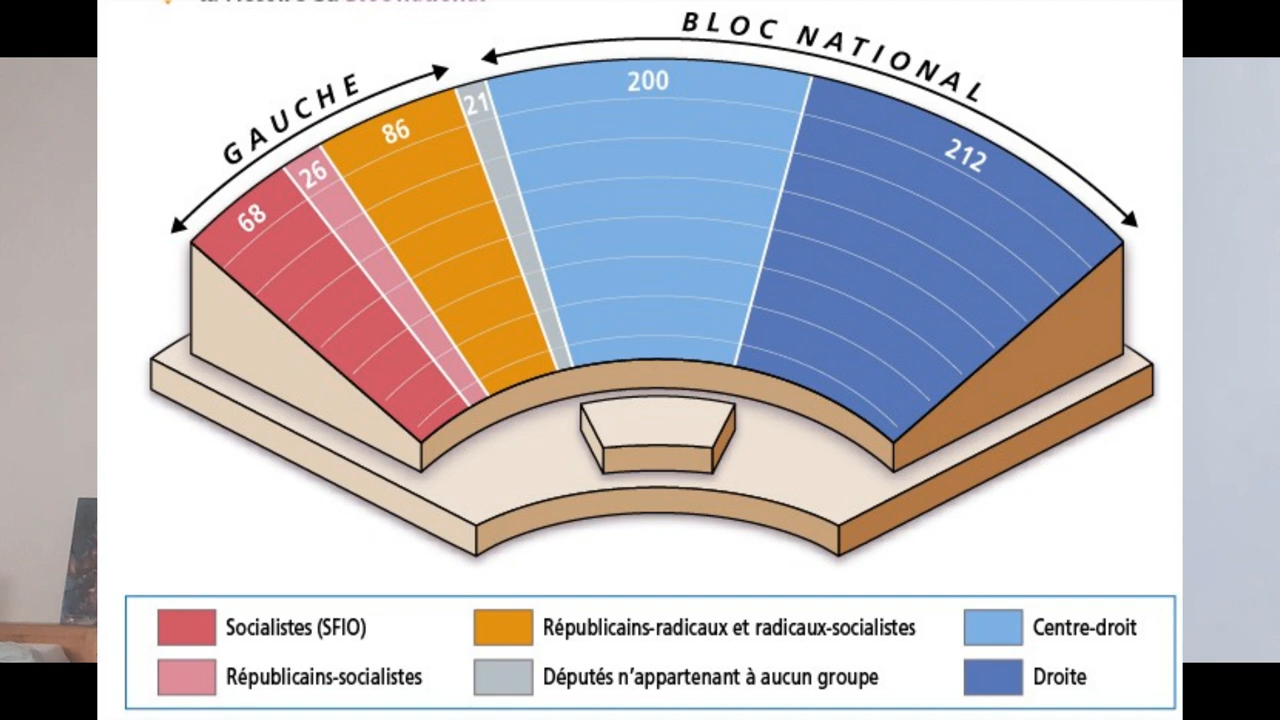 GAUCHE
BLOC NATIONAL
68
26
86
21
200
212
Socialistes (SFIO)
Républicains-radicaux et radicaux-socialistes
Centre-droit
Républicains-socialistes
Députés n'appartenant à aucun groupe
Droite